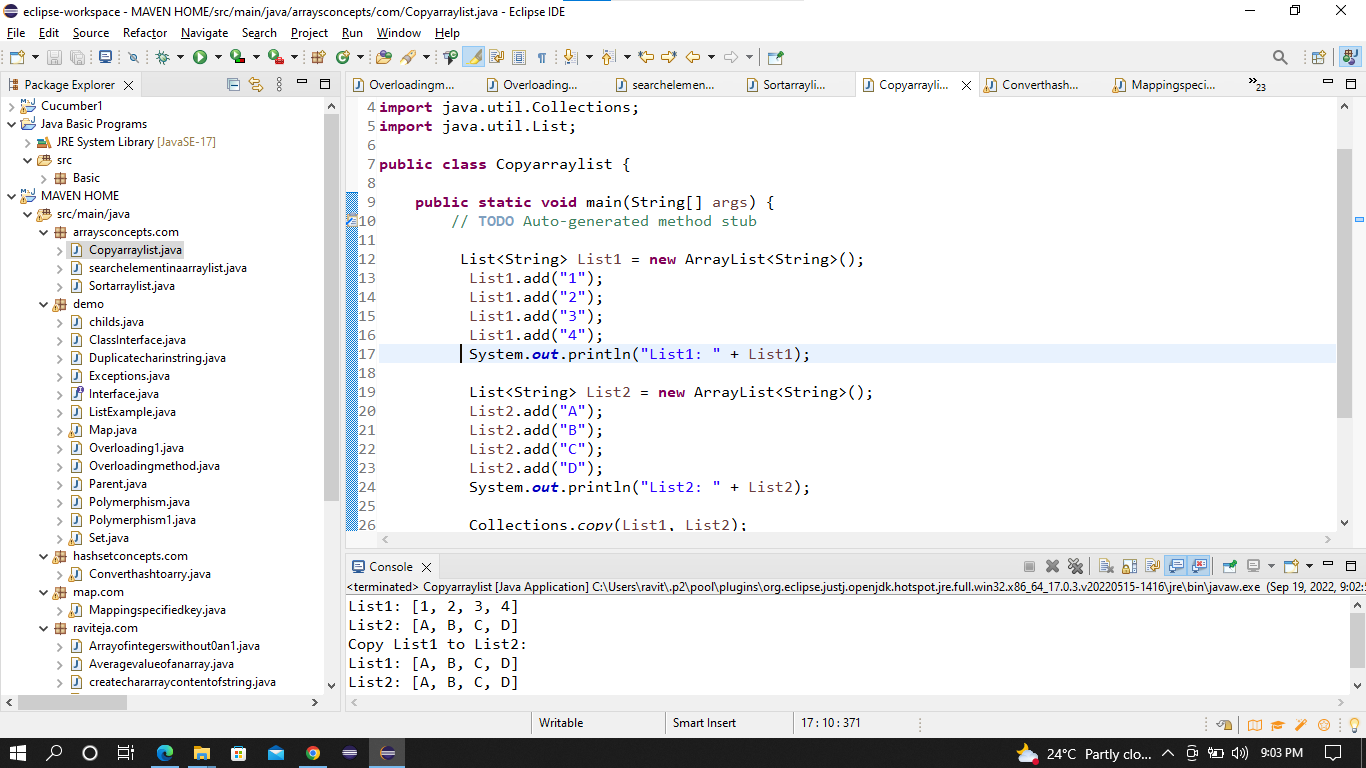 eclipse-workspace - MAVEN HOME/src/main/java/arraysconcepts/com/Copyarraylist.java - Eclipse IDE
File Edit Source Refactor Navigate Search Project Run Window Help
Package Explorer
Cucumber1
Java Basic Programs
JRE System Library [JavaSE-17]
src
Basic
MAVEN HOME
src/main/java
arraysconcepts.com
Copyarraylist.java
searchelementinaarraylist.java
Sortarraylist.java
demo
childs.java
ClassInterface.java
Duplicatecharinstring.java
Exceptions.java
Interface.java
ListExample.java
Map.java
Overloading1.java
Overloadingmethod.java
Parent.java
Polymerphism.java
Polymerphism1.java
Set.java
hashsetconcepts.com
Converthashtoarry.java
map.com
Mappingspecifiedkey.java
raviteja.com
Arrayofintegerswithout0an1.java
Averagevalueofanarray.java
createchararraycontentofstring.java
Overloadingm... Overloading... searchelemen... Sortarrayli... Copyarrayli... Converthash... Mappingspeci... »23
4 import java.util.Collections;
5 import java.util.List;
6
7 public class Copyarraylist {
8
9 public static void main(String[] args) {
10 // TODO Auto-generated method stub
11
12 List<String> List1 = new ArrayList<String>();
13 List1.add("1");
14 List1.add("2");
15 List1.add("3");
16 List1.add("4");
17 System.out.println("List1: " + List1);
18
19 List<String> List2 = new ArrayList<String>();
20 List2.add("A");
21 List2.add("B");
22 List2.add("C");
23 List2.add("D");
24 System.out.println("List2: " + List2);
25
26 Collections.copy(List1, List2);
Console
<terminated> Copyarraylist [Java Application] C:\Users\ravit\.p2\pool\plugins\org.eclipse.justj.openjdk.hotspot.jre.full.win32.x86_64_17.0.3.v20220515-1416\jre\bin\javaw.exe (Sep 19, 2022, 9:02:5
List1: [1, 2, 3, 4]
List2: [A, B, C, D]
Copy List1 to List2:
List1: [A, B, C, D]
List2: [A, B, C, D]
Writable Smart Insert 17 : 10 : 371
24°C Partly clo... 9:03 PM